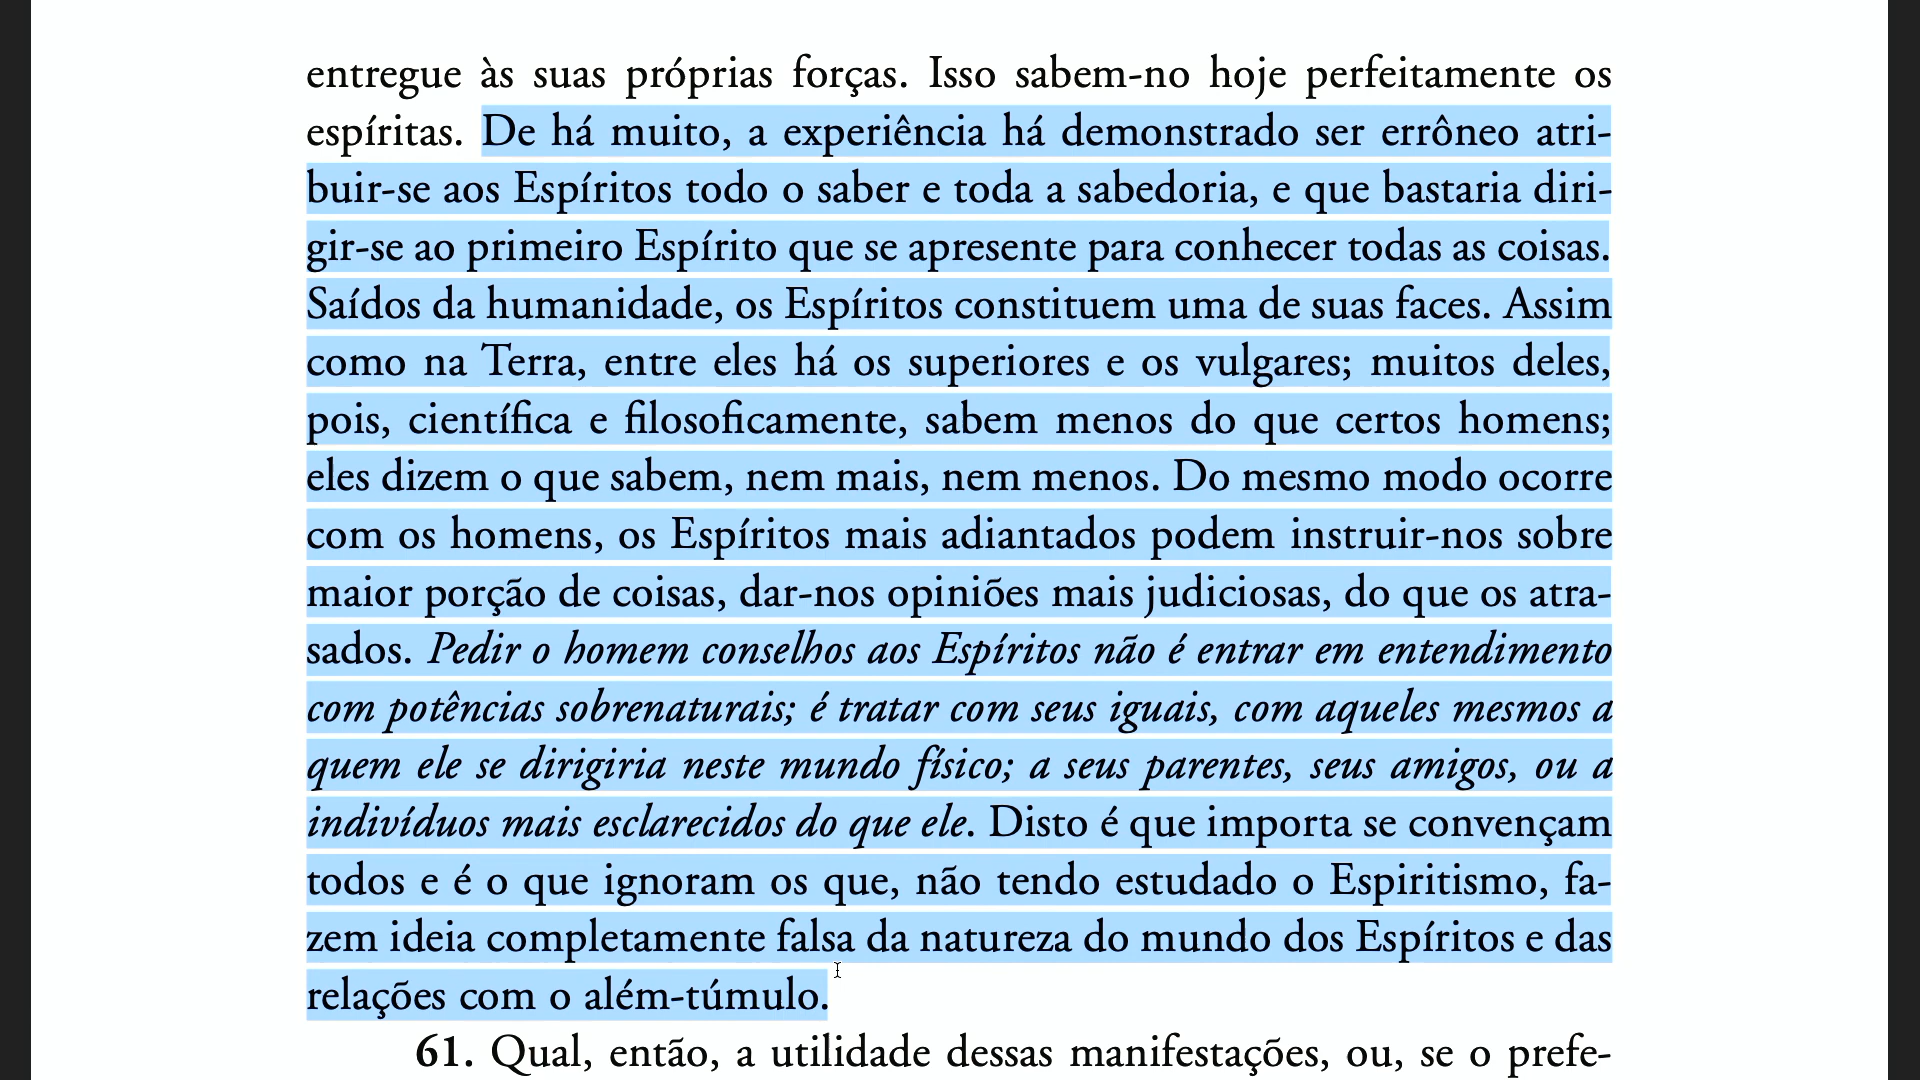 entregue às suas próprias forças. Isso sabem-no hoje perfeitamente os
espíritas. De há muito, a experiência há demonstrado ser errôneo atri-
buir-se aos Espíritos todo o saber e toda a sabedoria, e que bastaria diri-
gir-se ao primeiro Espírito que se apresente para conhecer todas as coisas.
Saídos da humanidade, os Espíritos constituem uma de suas faces. Assim
como na Terra, entre eles há os superiores e os vulgares; muitos deles,
pois, científica e filosoficamente, sabem menos do que certos homens;
eles dizem o que sabem, nem mais, nem menos. Do mesmo modo ocorre
com os homens, os Espíritos mais adiantados podem instruir-nos sobre
maior porção de coisas, dar-nos opiniões mais judiciosas, do que os atra-
sados. Pedir o homem conselhos aos Espíritos não é entrar em entendimento
com potências sobrenaturais; é tratar com seus iguais, com aqueles mesmos a
quem ele se dirigiria neste mundo físico; a seus parentes, seus amigos, ou a
indivíduos mais esclarecidos do que ele. Disto é que importa se convençam
todos e é o que ignoram os que, não tendo estudado o Espiritismo, fa-
zem ideia completamente falsa da natureza do mundo dos Espíritos e das
relações com o além-túmulo.
61. Qual, então, a utilidade dessas manifestações, ou, se o prefe-